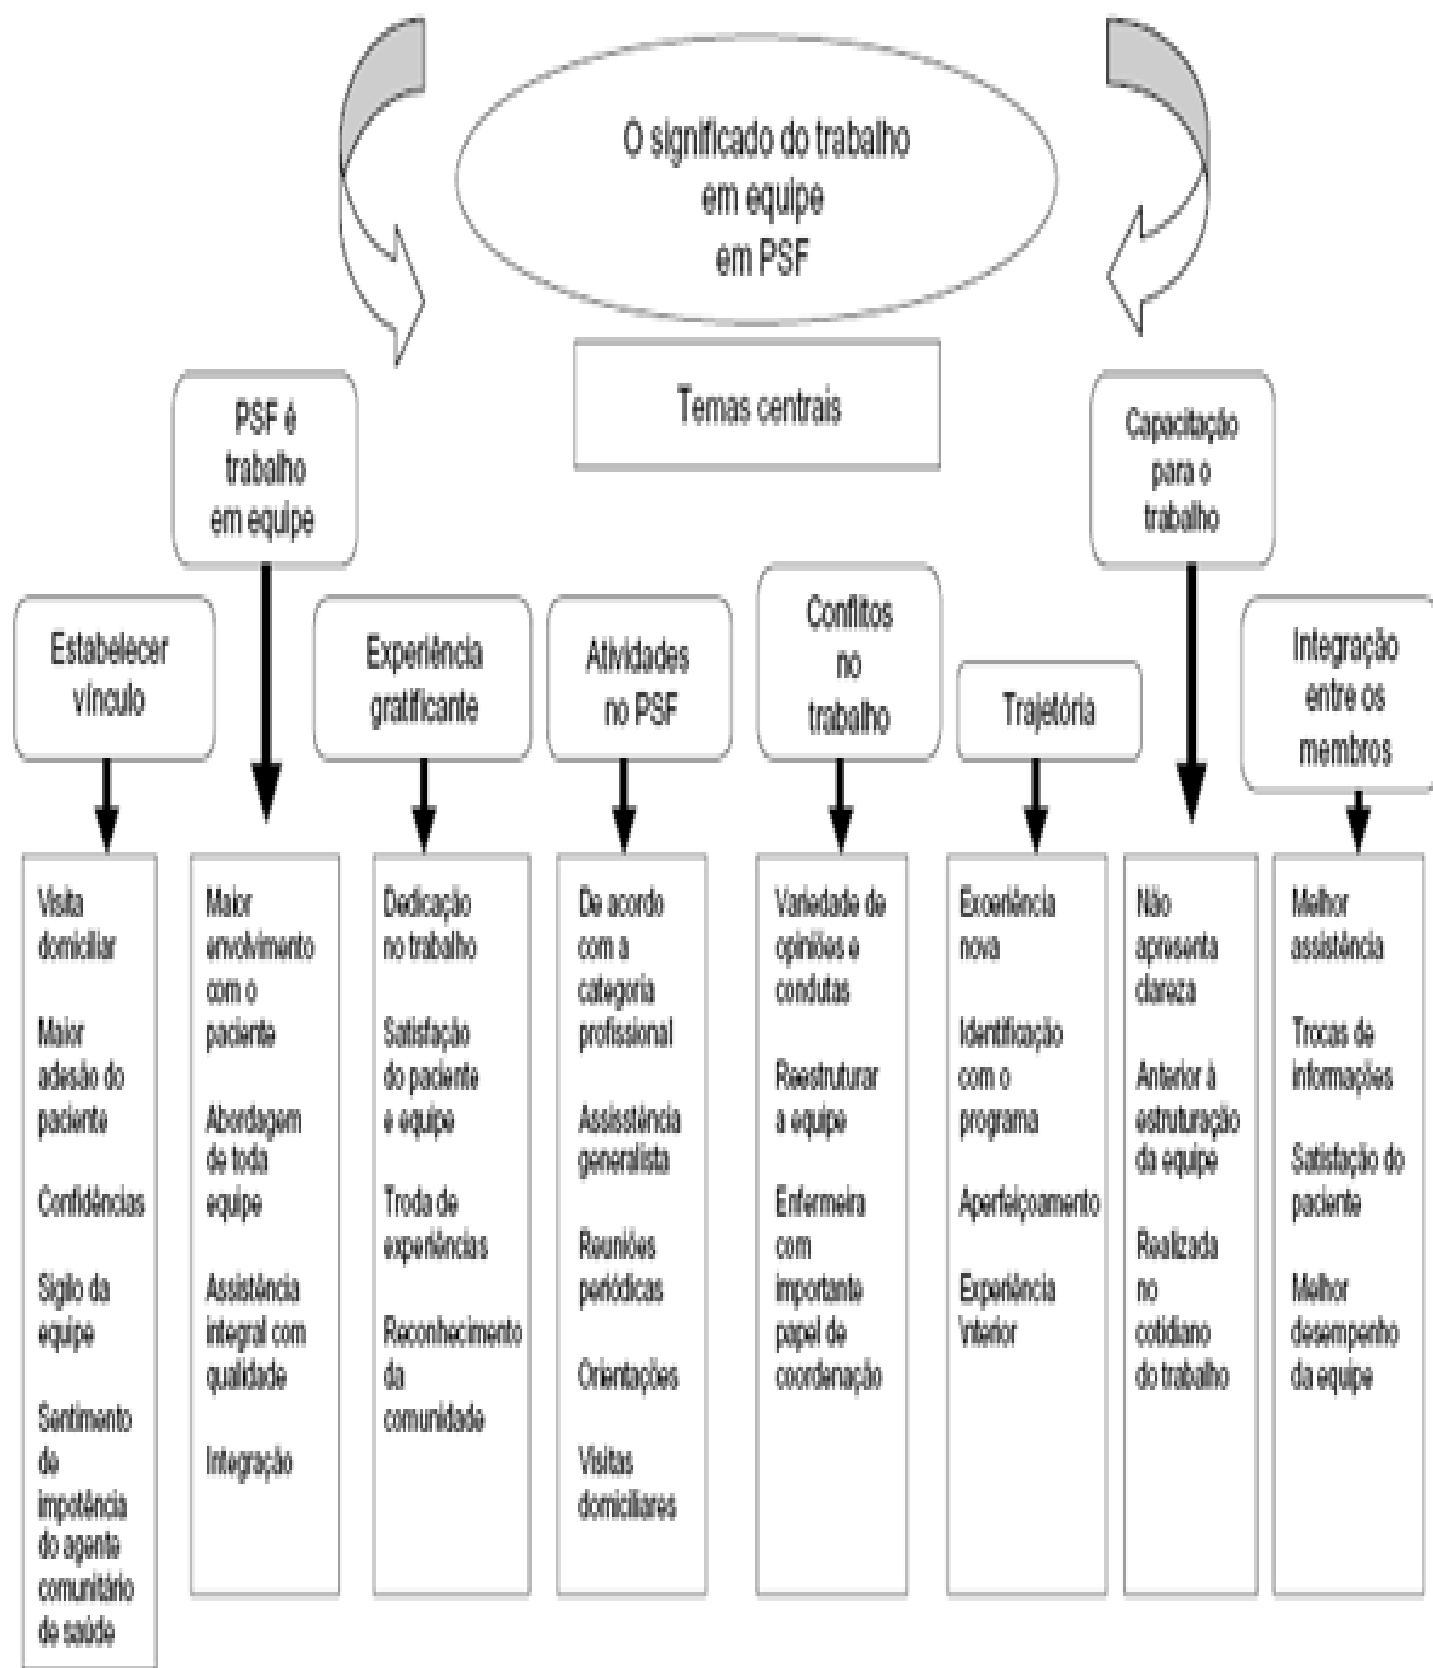 O significado do trabalho
em equipe
em PSF
Temas centrais
PSF é
trabalho
em equipe
Capacitação
para o
trabalho
Estabelecer
vínculo
Experiência
gratificante
Atividades
no PSF
Conflitos
no
trabalho
Trajetória
Integração
entre os
membros
Visita
domiciliar
Maior
adesão do
paciente
Confidências
Sigilo da
equipe
Sentimento
de
impotência
do agente
comunitário
de saúde
Maior
envolvimento
com o
paciente
Abordagem
de toda
equipe
Assistência
integral com
qualidade
Integração
Dedicação
no trabalho
Satisfação
do paciente
e equipe
Troda de
experiências
Reconhecimento
da
comunidade
De acordo
com a
categoria
profissional
Assisstência
generalista
Reuniões
periódicas
Orientações
Visitas
domiciliares
Variedade de
opiniões e
condutas
Reestruturar
a equipe
Enfermeira
com
importante
papel de
coordenação
Experiência
nova
Identificação
com o
programa
Aperfeiçoamento
Experiência
interior
Não
apresenta
clareza
Anterior à
estruturação
da equipe
Realizada
no
cotidiano
do trabalho
Melhor
assistência
Trocas de
informações
Satisfação do
paciente
Melhor
desempenho
da equipe